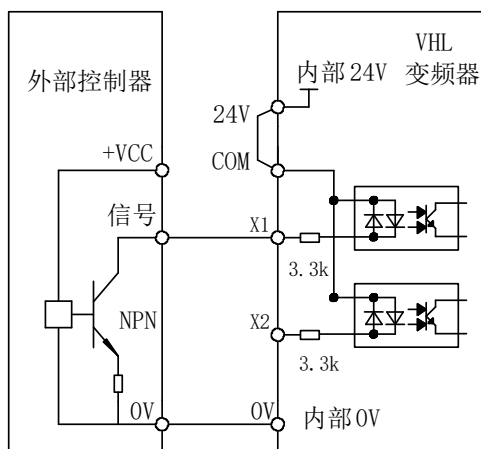 外部控制器
+VCC
信号
NPN
0V
VHL
变频器
内部24V
24V
COM
X1
3.3k
X2
3.3k
0V
内部0V